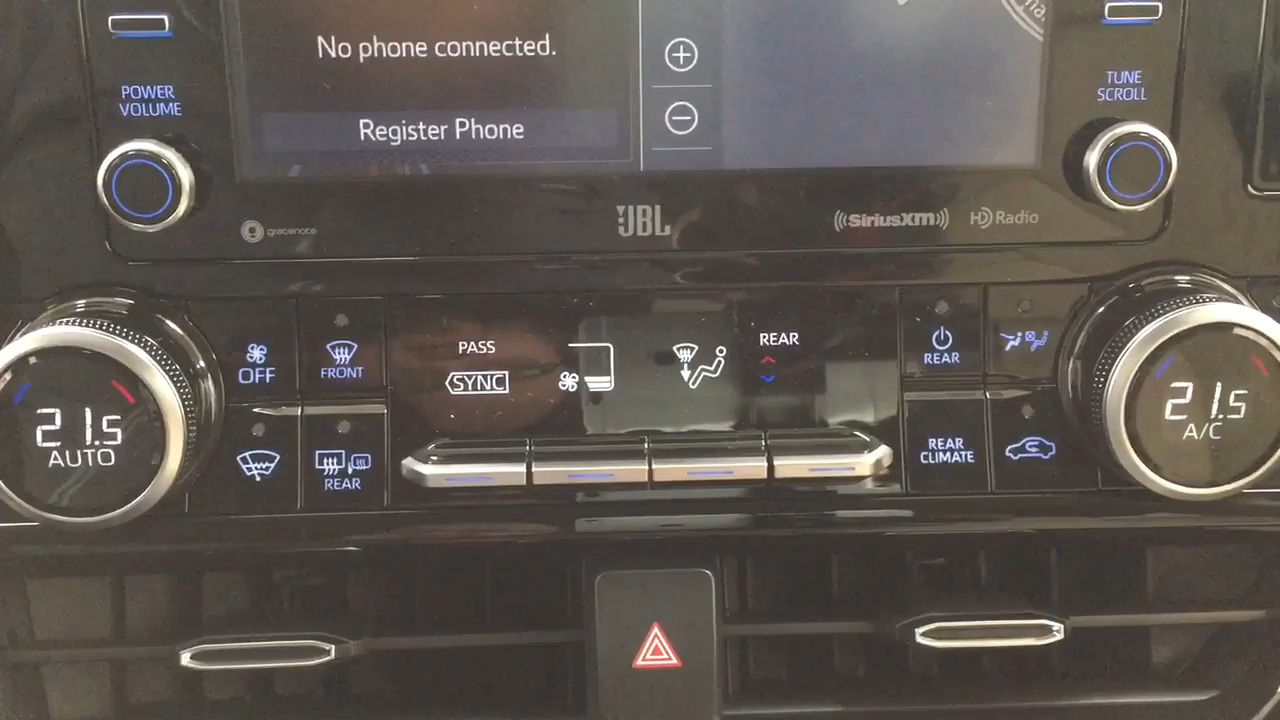 No phone connected.
Register Phone
POWER
VOLUME
TUNE
SCROLL
gracenote
JBL
SiriusXM
HD Radio
21.5
AUTO
OFF
FRONT
REAR
PASS
SYNC
REAR
REAR
REAR
CLIMATE
21.5
A/C